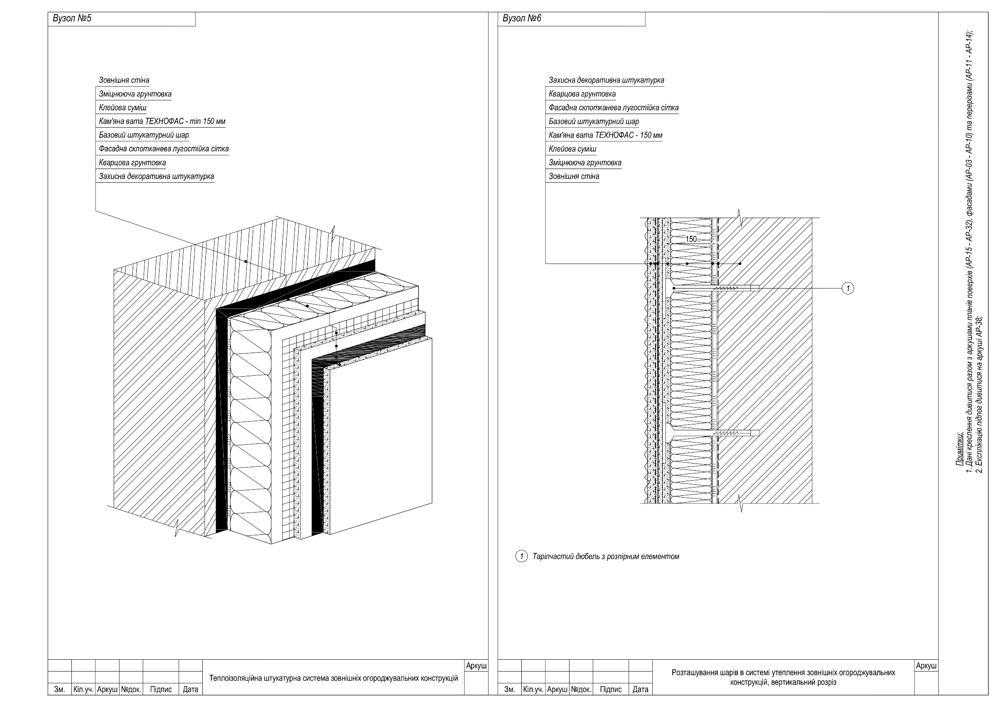 Вузол №5
Зовнішня стіна
Зміцнююча грунтовка
Клейова суміш
Кам'яна вата ТЕХНОФАС - min 150 мм
Базовий штукатурний шар
Фасадна склотканева лугостійка сітка
Кварцова грунтовка
Захисна декоративна штукатурка
Зм. Кіл.уч. Аркуш №док. Підпис Дата
Теплоізоляційна штукатурна система зовнішніх огороджувальних конструкцій
Аркуш
Вузол №6
Захисна декоративна штукатурка
Кварцова грунтовка
Фасадна склотканева лугостійка сітка
Базовий штукатурний шар
Кам'яна вата ТЕХНОФАС - 150 мм
Клейова суміш
Зміцнююча грунтовка
Зовнішня стіна
150
1
1 Тарілчастий дюбель з розпірним елементом
Зм. Кіл.уч. Аркуш №док. Підпис Дата
Розташування шарів в системі утеплення зовнішніх огороджувальних
конструкцій, вертикальний розріз
Аркуш
Примітки:
1. Дані креслення дивитися разом з аркушами планів поверхів (АР-15 - АР-32), фасадами (АР-03 - АР-10) та перерізами (АР-11 - АР-14);
2. Експлікацію підлог дивитися на аркуші АР-38;